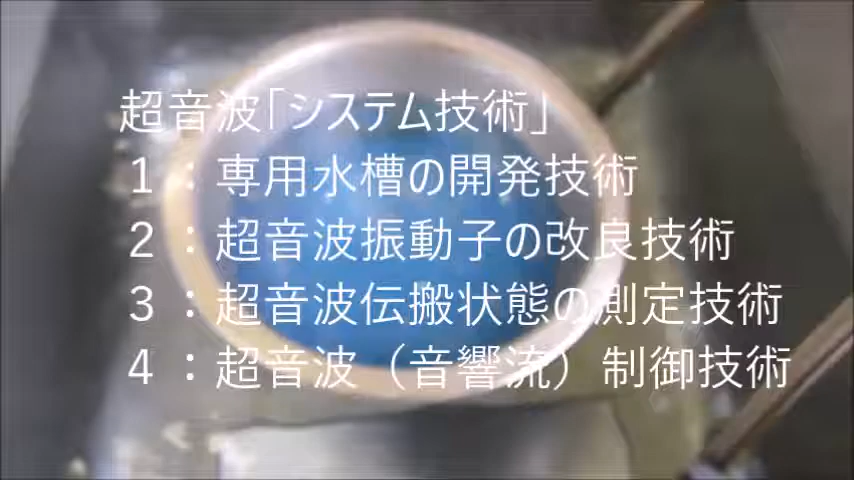 超音波「システム技術」
１：専用水槽の開発技術
２：超音波振動子の改良技術
３：超音波伝搬状態の測定技術
４：超音波（音響流）制御技術